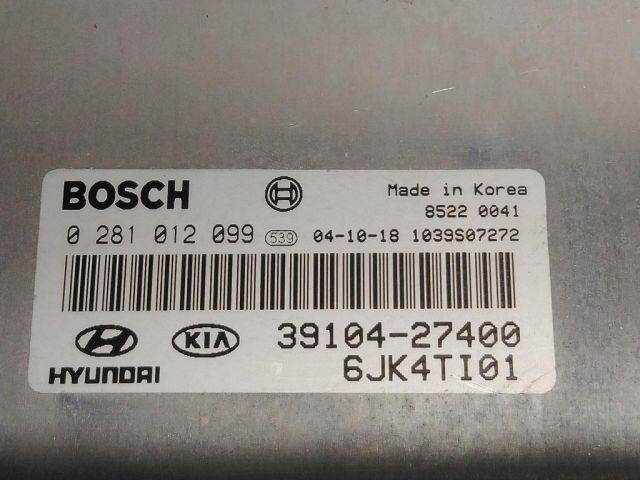 BOSCH
Made in Korea
8522 0041
0 281 012 099 539 04-10-18 1039S07272
KIA 39104-27400
HYUNDAI 6JK4TI01